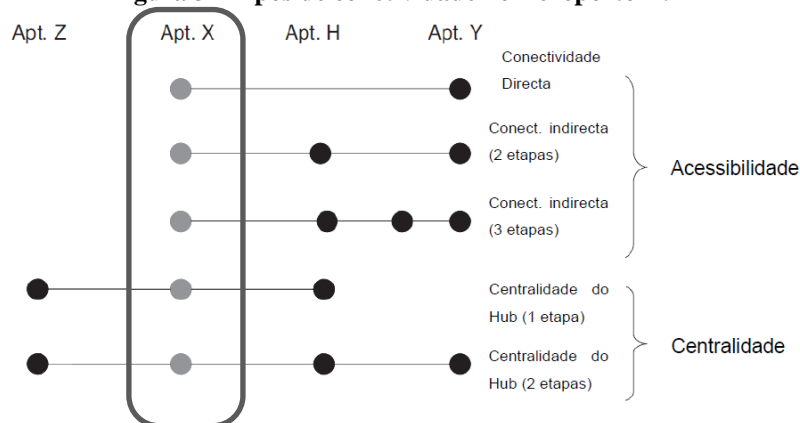 Apt. Z
Apt. X
Apt. H
Apt. Y
Conectividade
Directa
Conect. indirecta
(2 etapas)
Conect. indirecta
(3 etapas)
Acessibilidade
Centralidade do
Hub (1 etapa)
Centralidade do
Hub (2 etapas)
Centralidade